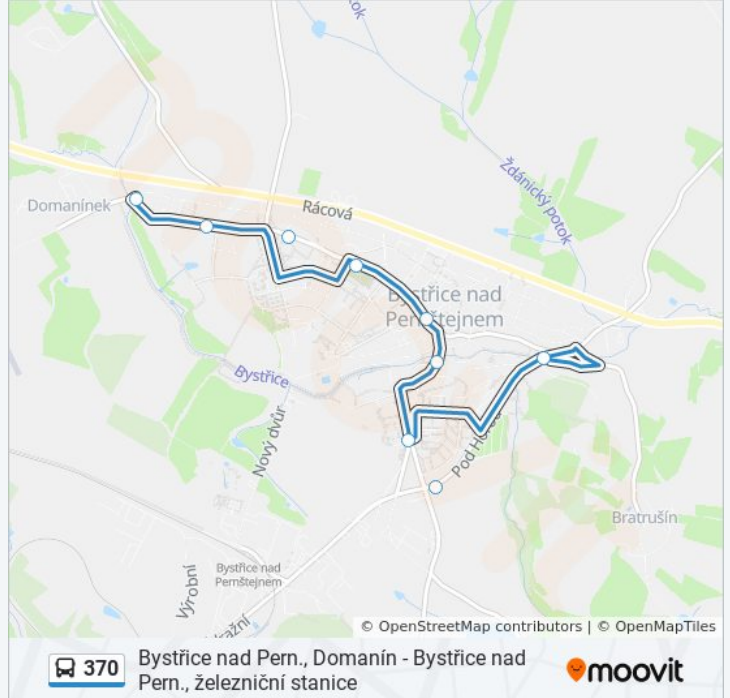 Domanínek
Rácová
Ždánický potok
Bystřice nad
Pernštejnem
Bystřice
Nový dvůr
Bratrušín
Bystřice nad
Pernštejnem
Výrobní
© OpenStreetMap contributors | © OpenMapTiles
370
Bystřice nad Pern., Domanín - Bystřice nad
Pern., železniční stanice
moovit